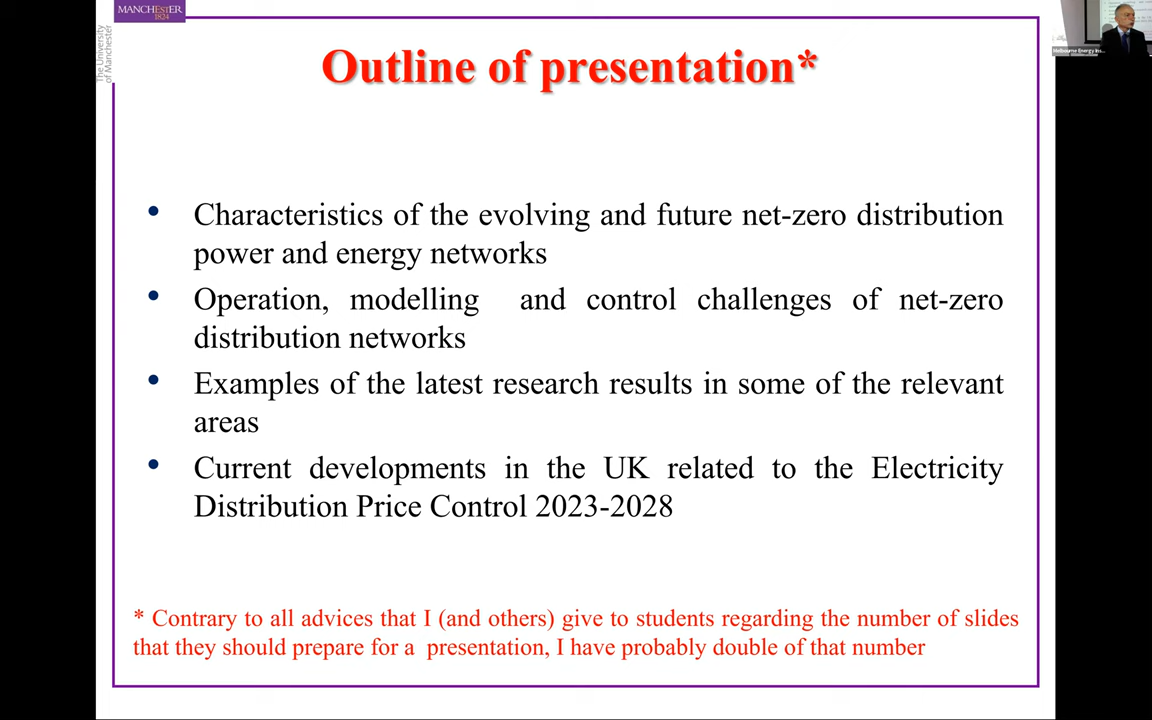 MANCHESTER
1824
The University
of Manchester
Outline of presentation*
• Characteristics of the evolving and future net-zero distribution
power and energy networks
• Operation, modelling and control challenges of net-zero
distribution networks
• Examples of the latest research results in some of the relevant
areas
• Current developments in the UK related to the Electricity
Distribution Price Control 2023-2028
* Contrary to all advices that I (and others) give to students regarding the number of slides
that they should prepare for a presentation, I have probably double of that number
Melbourne Energy Ins...